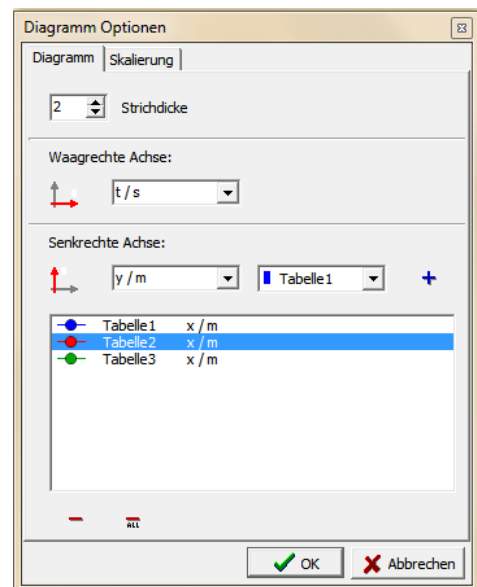 Diagramm Optionen
Diagramm Skalierung
2 Strichdicke
Waagrechte Achse:
t / s
Senkrechte Achse:
y / m Tabelle1
Tabelle1 x / m
Tabelle2 x / m
Tabelle3 x / m
ALL
OK Abbrechen